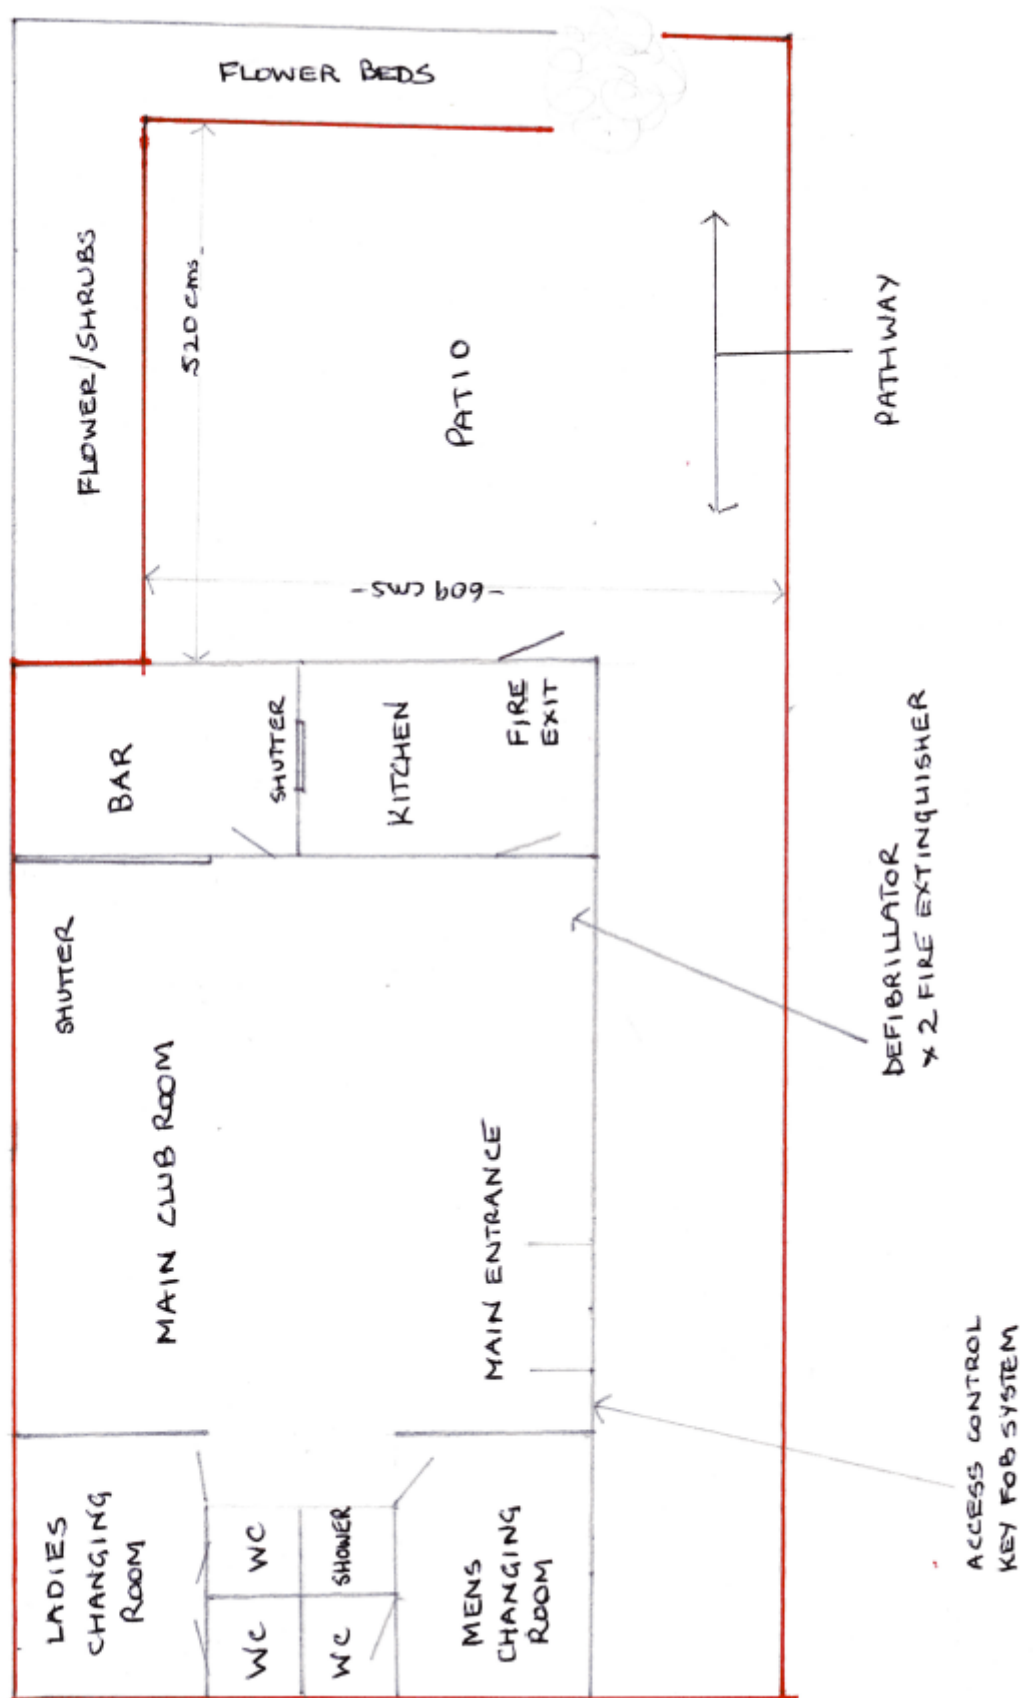 LADIES
CHANGING
ROOM
WC
WC
WC
SHOWER
MENS
CHANGING
ROOM
MAIN CLUB ROOM
MAIN ENTRANCE
SHUTTER
BAR
SHUTTER
KITCHEN
FIRE
EXIT
FLOWER/SHRUBS
FLOWER BEDS
-520 cms-
-609 cms-
PATIO
PATHWAY
DEFIBRILLATOR
x 2 FIRE EXTINGUISHER
ACCESS CONTROL
KEY FOB SYSTEM